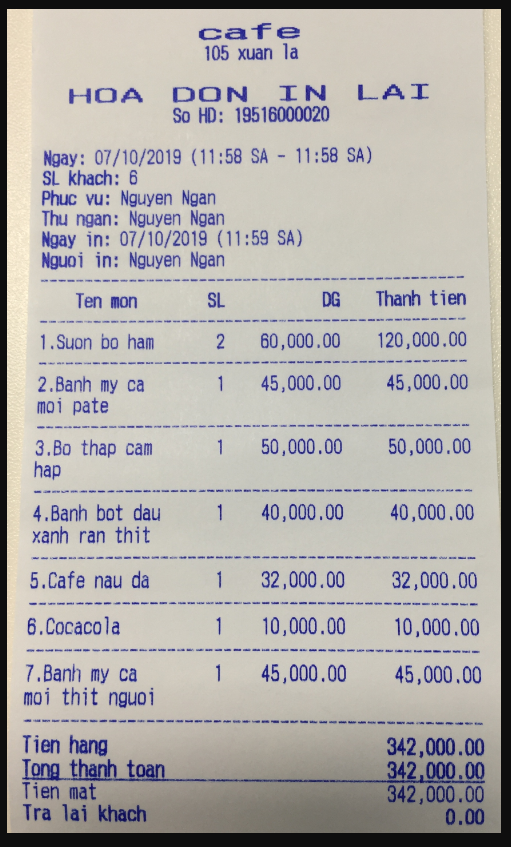 cafe
105 xuan la
HOA DON IN LAI
So HD: 19516000020
Ngay: 07/10/2019 (11:58 SA - 11:58 SA)
SL khach: 6
Phuc vu: Nguyen Ngan
Thu ngan: Nguyen Ngan
Ngay in: 07/10/2019 (11:59 SA)
Nguoi in: Nguyen Ngan
Ten mon SL DG Thanh tien
1.Suon bo ham 2 60,000.00 120,000.00
2.Banh my ca 1 45,000.00 45,000.00
moi pate
3.Bo thap cam 1 50,000.00 50,000.00
hap
4.Banh bot dau 1 40,000.00 40,000.00
xanh ran thit
5.Cafe nau da 1 32,000.00 32,000.00
6.Cocacola 1 10,000.00 10,000.00
7.Banh my ca 1 45,000.00 45,000.00
moi thit nguoi
Tien hang 342,000.00
Tong thanh toan 342,000.00
Tien mat 342,000.00
Tra lai khach 0.00